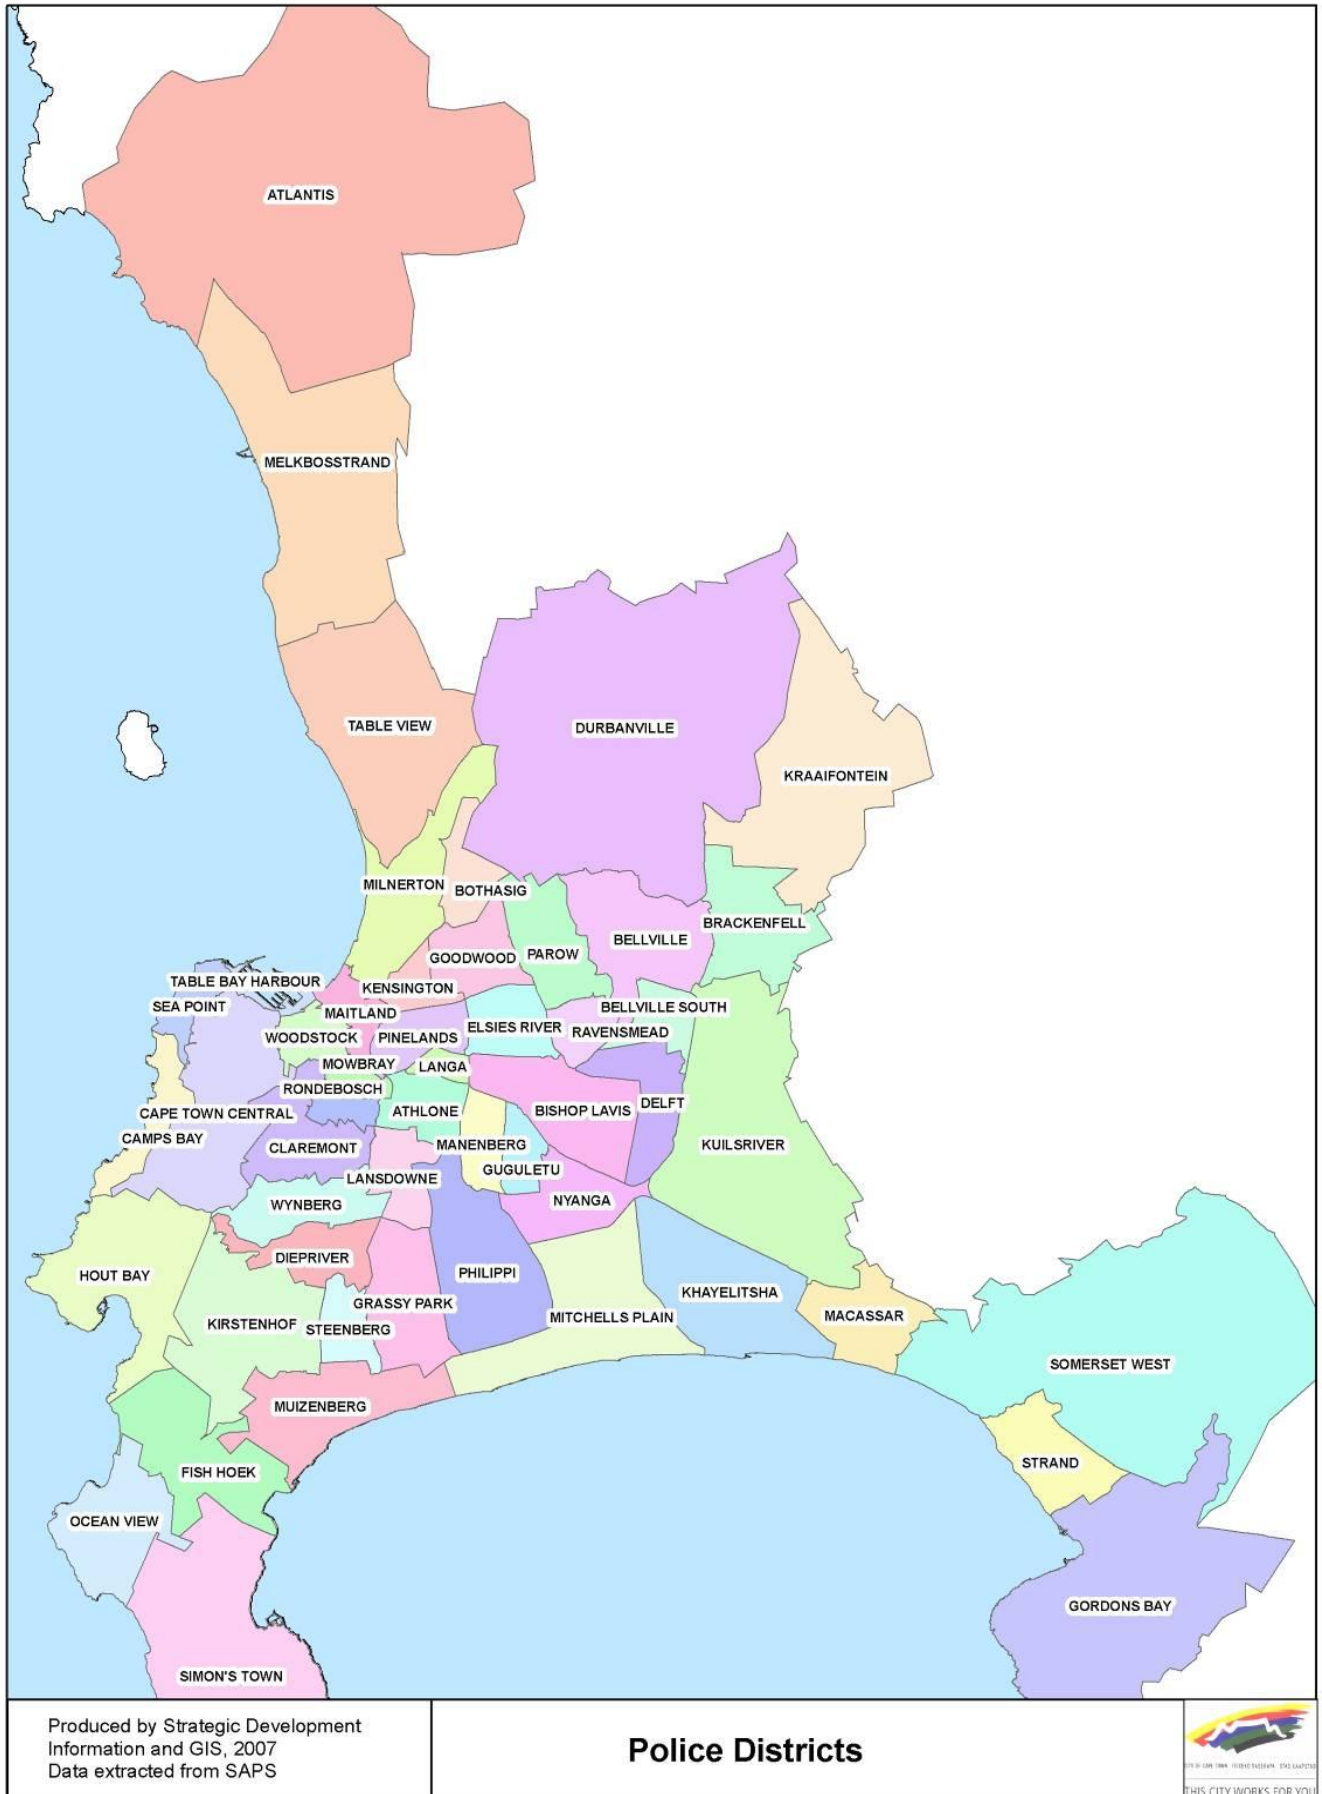 ATLANTIS
MELKBOSSTRAND
TABLE VIEW
DURBANVILLE
KRAAIFONTEIN
MILNERTON
BOTHASIG
BRACKENFELL
BELLVILLE
PAROW
GOODWOOD
TABLE BAY HARBOUR
KENSINGTON
SEA POINT
BELLVILLE SOUTH
MAITLAND
ELSIES RIVER
RAVENSMEAD
WOODSTOCK
PINELANDS
MOWBRAY
LANGA
RONDEBOSCH
DELFT
CAPE TOWN CENTRAL
ATHLONE
BISHOP LAVIS
CAMPS BAY
CLAREMONT
MANENBERG
KUILSRIVER
GUGULETU
LANSDOWNE
NYANGA
WYNBERG
DIEPRIVER
HOUT BAY
PHILIPPI
KHAYELITSHA
GRASSY PARK
MITCHELLS PLAIN
MACASSAR
KIRSTENHOF
STEENBERG
SOMERSET WEST
MUIZENBERG
STRAND
FISH HOEK
OCEAN VIEW
GORDONS BAY
SIMON'S TOWN
Produced by Strategic Development
Information and GIS, 2007
Data extracted from SAPS
Police Districts
THIS CITY WORKS FOR YOU